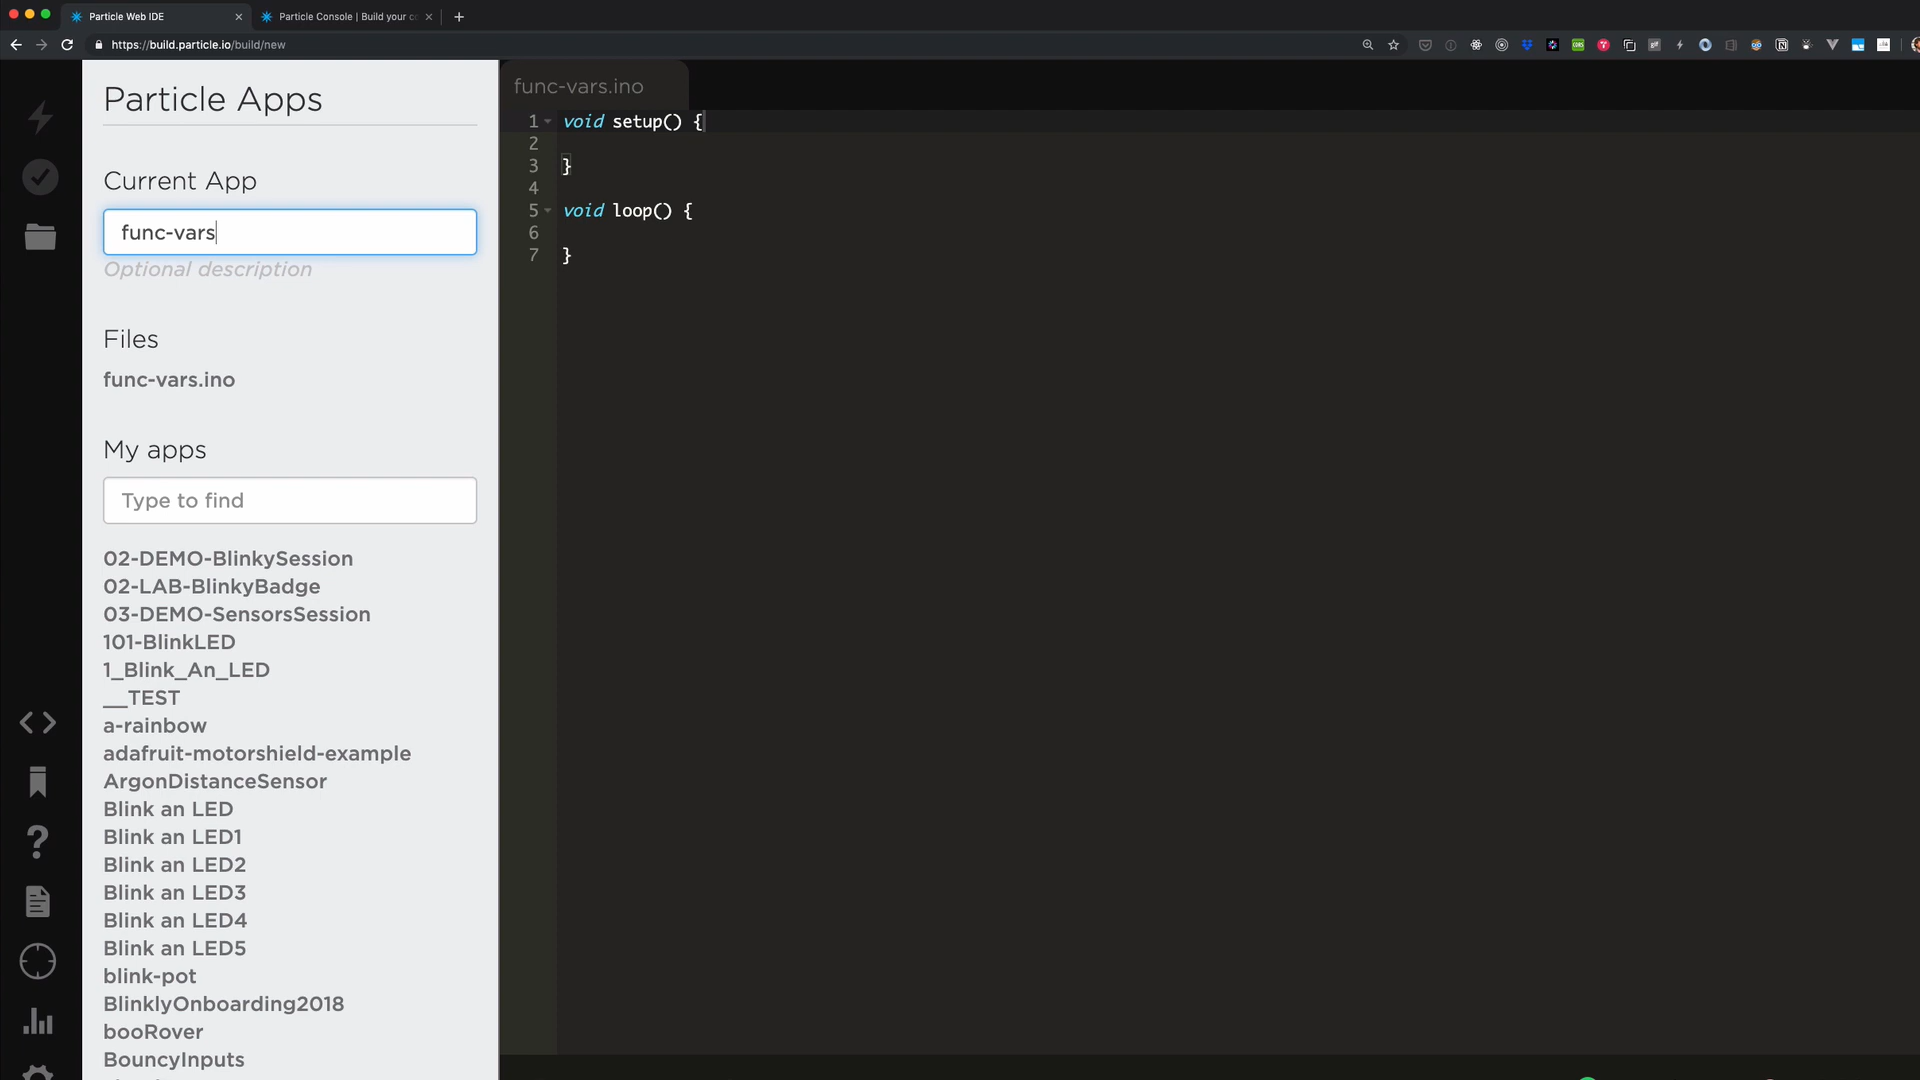 Particle Web IDE
Particle Console | Build your c
https://build.particle.io/build/new
Particle Apps
Current App
func-vars
Optional description
Files
func-vars.ino
My apps
Type to find
02-DEMO-BlinkySession
02-LAB-BlinkyBadge
03-DEMO-SensorsSession
101-BlinkLED
1_Blink_An_LED
__TEST
a-rainbow
adafruit-motorshield-example
ArgonDistanceSensor
Blink an LED
Blink an LED1
Blink an LED2
Blink an LED3
Blink an LED4
Blink an LED5
blink-pot
BlinklyOnboarding2018
booRover
BouncyInputs
func-vars.ino
1 void setup() {
2
3 }
4
5 void loop() {
6
7 }